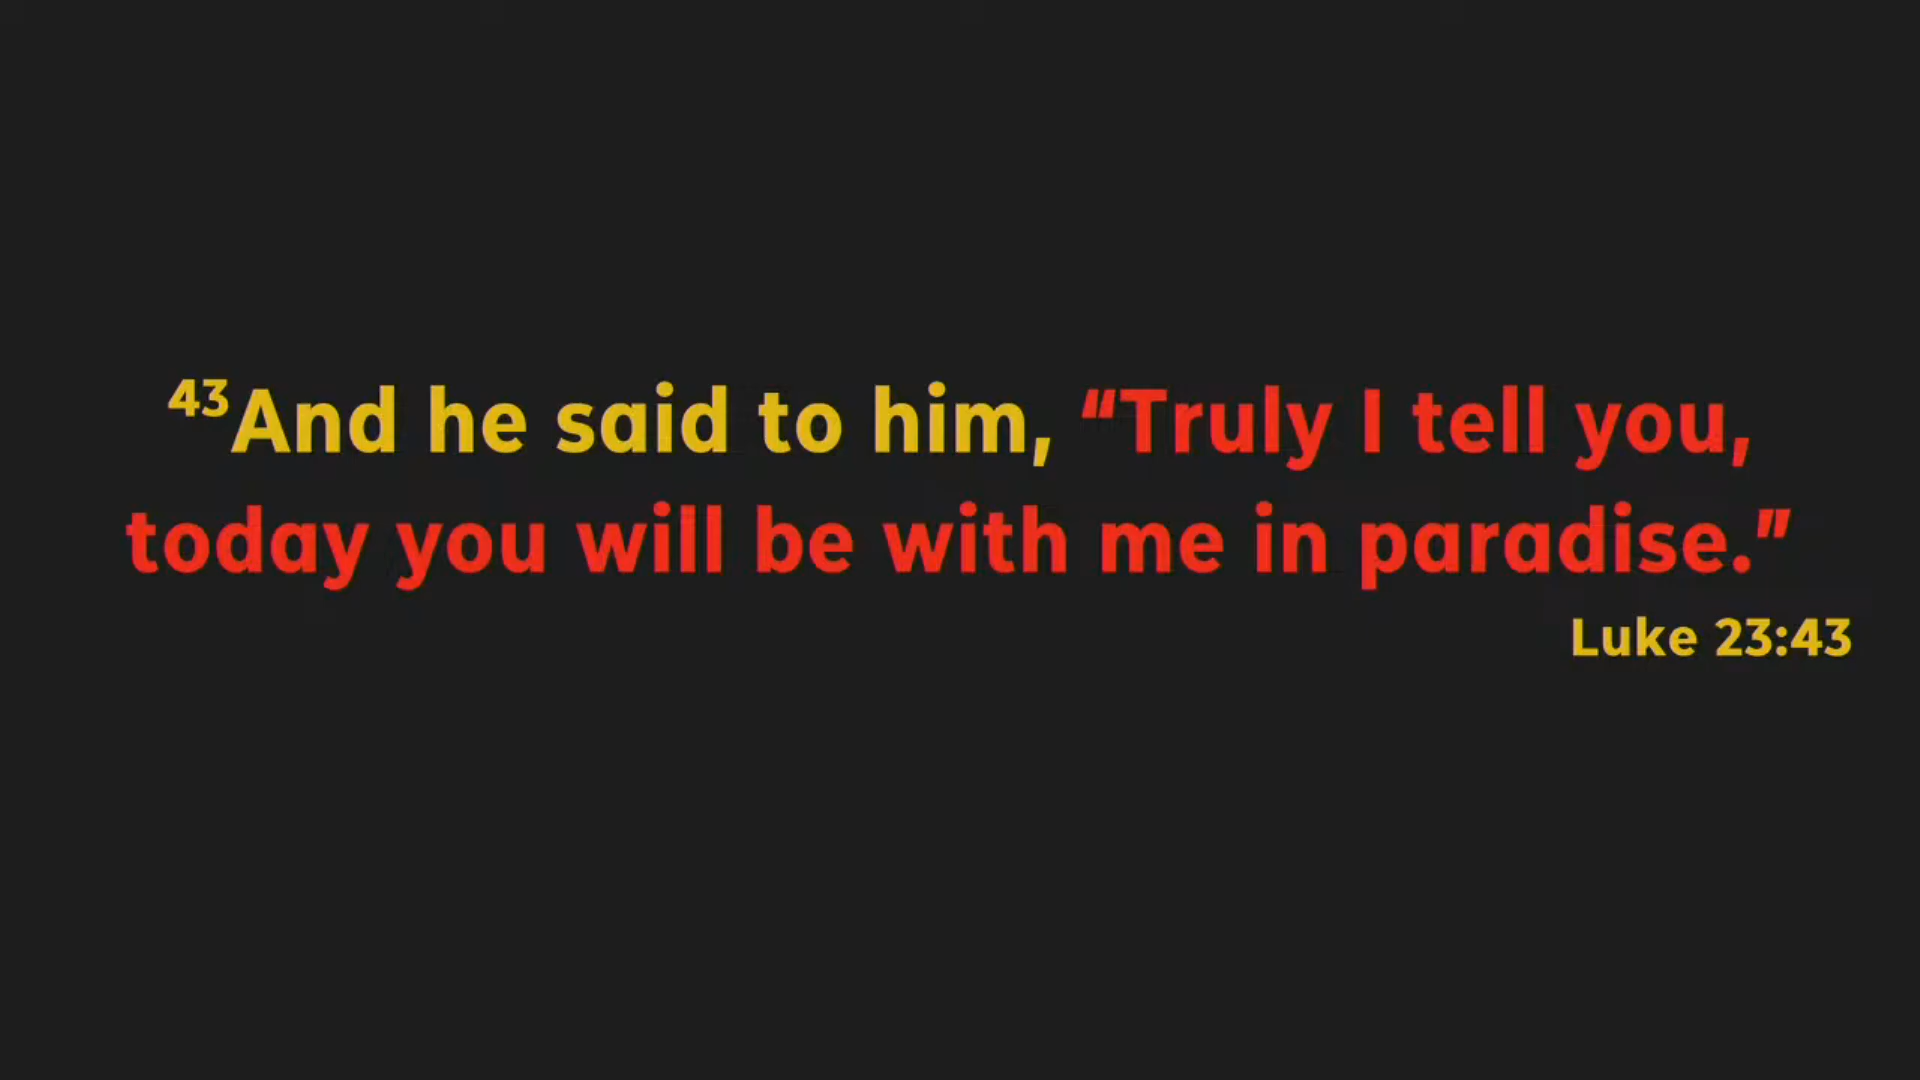 ⁴³And he said to him, “Truly I tell you,
today you will be with me in paradise.”
Luke 23:43